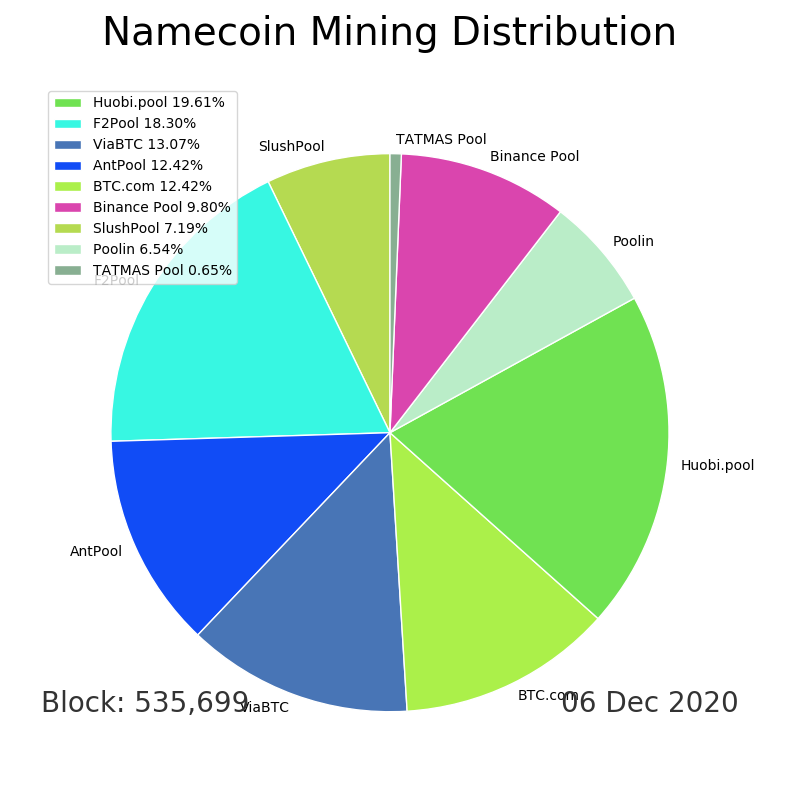 Namecoin Mining Distribution
Huobi.pool 19.61%
F2Pool 18.30%
ViaBTC 13.07%
AntPool 12.42%
BTC.com 12.42%
Binance Pool 9.80%
SlushPool 7.19%
Poolin 6.54%
TATMAS Pool 0.65%
SlushPool
TATMAS Pool
Binance Pool
Poolin
F2Pool
Huobi.pool
AntPool
BTC.com
ViaBTC
Block: 535,699
06 Dec 2020